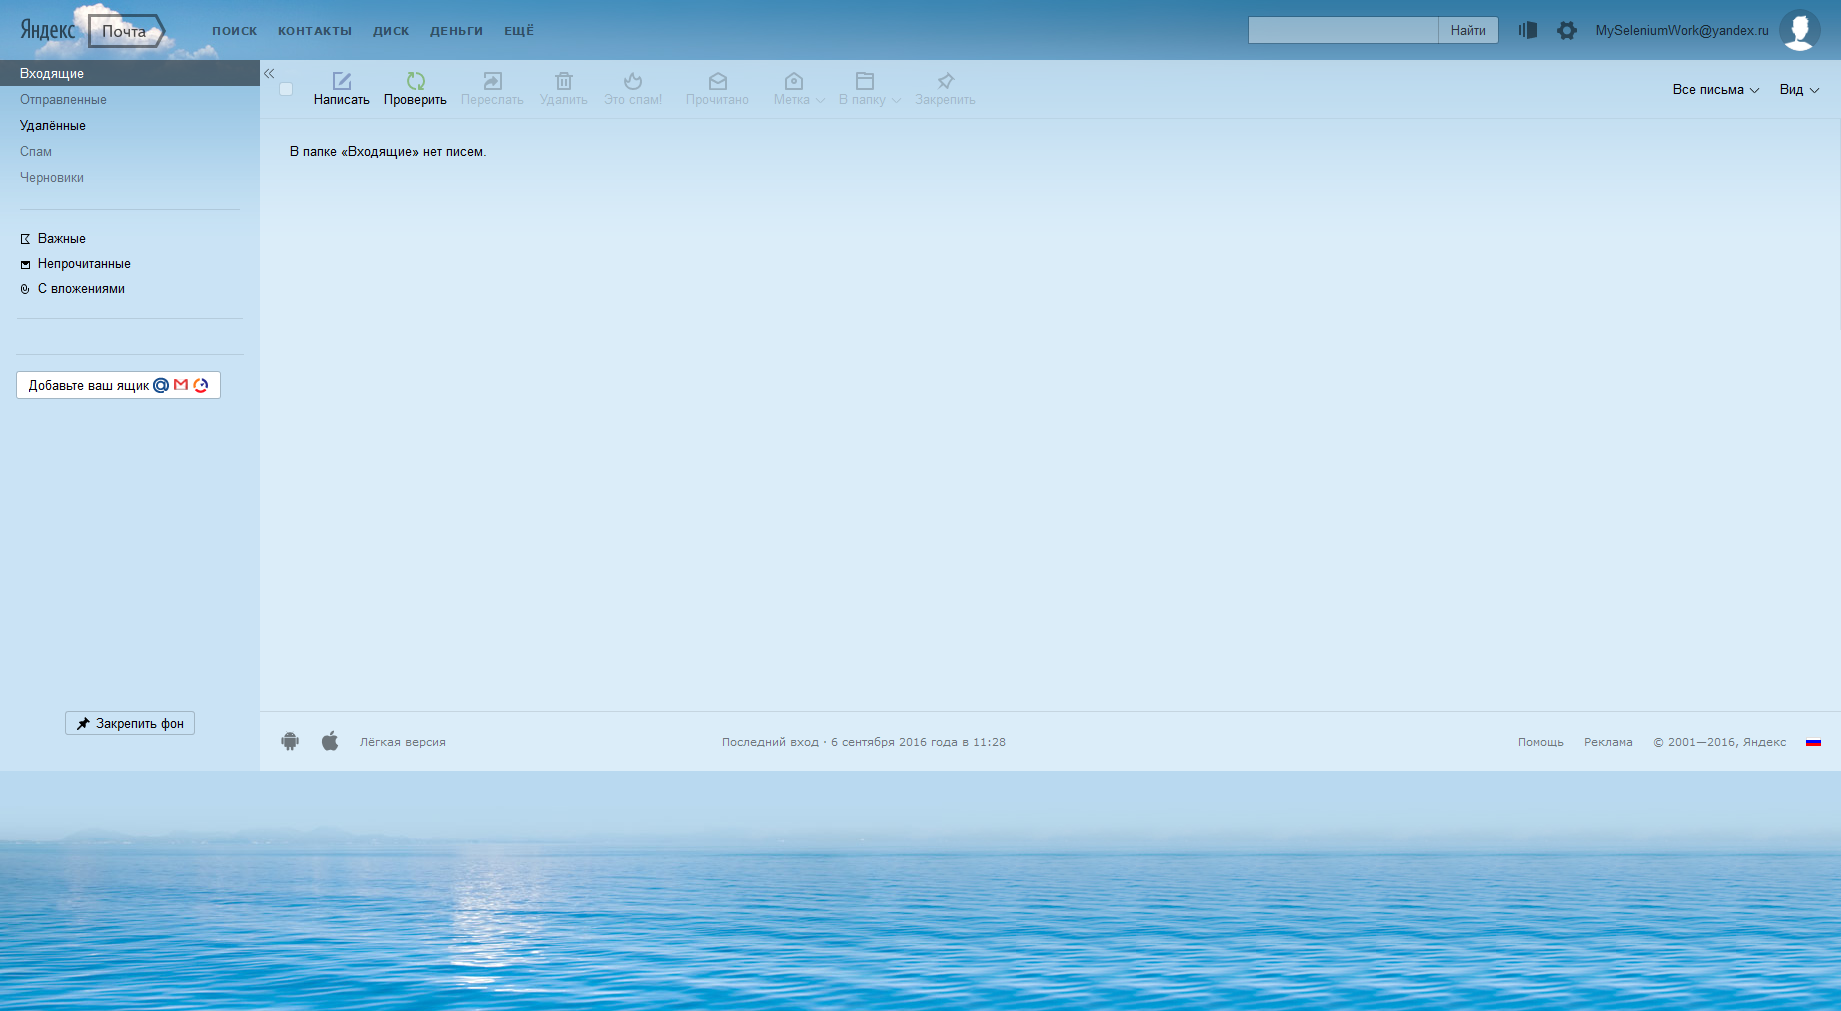 Яндекс Почта ПОИСК КОНТАКТЫ ДИСК ДЕНЬГИ ЕЩЁ Найти MySeleniumWork@yandex.ru
Входящие
Отправленные
Удалённые
Спам
Черновики
Важные
Непрочитанные
С вложениями
Добавьте ваш ящик
Закрепить фон
Написать Проверить Переслать Удалить Это спам! Прочитано Метка В папку Закрепить Все письма Вид
В папке «Входящие» нет писем.
Лёгкая версия Последний вход · 6 сентября 2016 года в 11:28 Помощь Реклама © 2001—2016, Яндекс